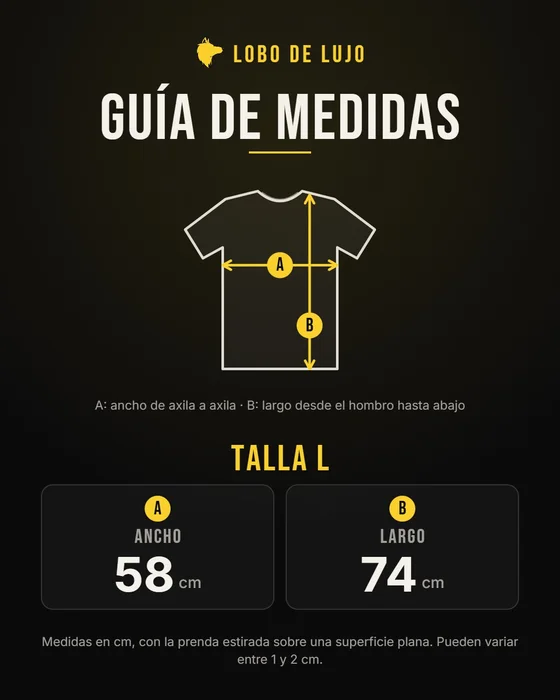 LOBO DE LUJO
GUÍA DE MEDIDAS
A
B
A: ancho de axila a axila · B: largo desde el hombro hasta abajo
TALLA L
A
ANCHO
58 cm
B
LARGO
74 cm
Medidas en cm, con la prenda estirada sobre una superficie plana. Pueden variar
entre 1 y 2 cm.